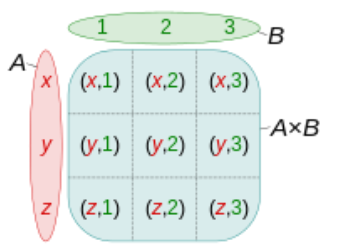 1 2 3 B
A x (x,1) (x,2) (x,3)
A×B
y (y,1) (y,2) (y,3)
z (z,1) (z,2) (z,3)